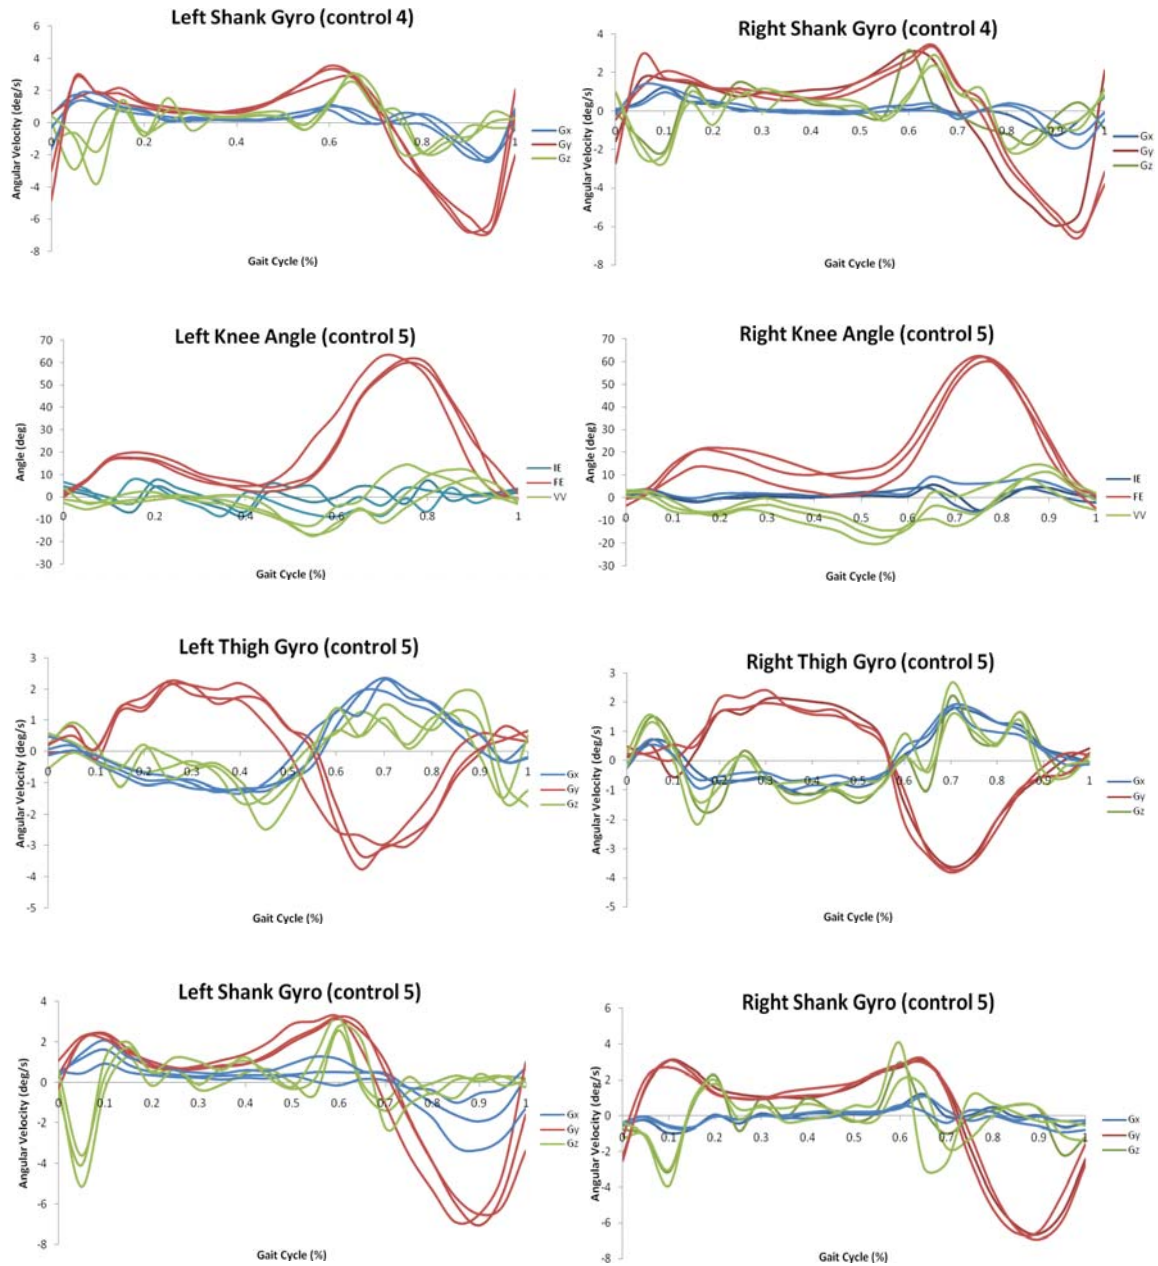 Left Shank Gyro (control 4)
Angular Velocity (deg/s)
6
4
2
0
-2
-4
-6
-8
0 0.2 0.4 0.6 0.8 1
Gait Cycle (%)
Gx
Gy
Gz
Right Shank Gyro (control 4)
Angular Velocity (deg/s)
4
2
0
-2
-4
-6
-8
0 0.1 0.2 0.3 0.4 0.5 0.6 0.7 0.8 0.9 1
Gait Cycle (%)
Gx
Gy
Gz
Left Knee Angle (control 5)
Angle (deg)
70
60
50
40
30
20
10
0
-10
-20
-30
0 0.2 0.4 0.6 0.8 1
Gait Cycle (%)
IE
FE
VV
Right Knee Angle (control 5)
Angle (deg)
70
60
50
40
30
20
10
0
-10
-20
-30
0 0.1 0.2 0.3 0.4 0.5 0.6 0.7 0.8 0.9 1
Gait Cycle (%)
IE
FE
VV
Left Thigh Gyro (control 5)
Angular Velocity (deg/s)
3
2
1
0
-1
-2
-3
-4
-5
0 0.1 0.2 0.3 0.4 0.5 0.6 0.7 0.8 0.9 1
Gait Cycle (%)
Gx
Gy
Gz
Right Thigh Gyro (control 5)
Angular Velocity (deg/s)
3
2
1
0
-1
-2
-3
-4
-5
0 0.1 0.2 0.3 0.4 0.5 0.6 0.7 0.8 0.9 1
Gait Cycle (%)
Gx
Gy
Gz
Left Shank Gyro (control 5)
Angular Velocity (deg/s)
4
2
0
-2
-4
-6
-8
0 0.1 0.2 0.3 0.4 0.5 0.6 0.7 0.8 0.9 1
Gait Cycle (%)
Gx
Gy
Gz
Right Shank Gyro (control 5)
Angular Velocity (deg/s)
6
4
2
0
-2
-4
-6
-8
0 0.1 0.2 0.3 0.4 0.5 0.6 0.7 0.8 0.9 1
Gait Cycle (%)
Gx
Gy
Gz